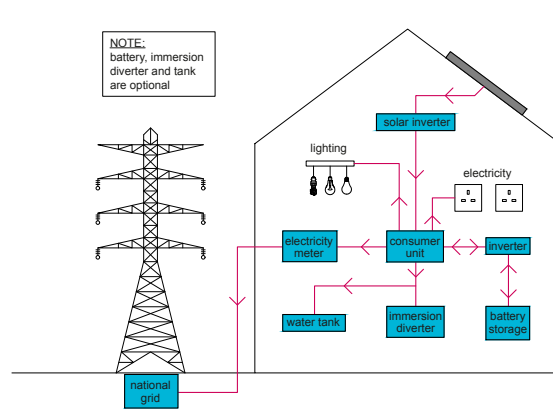 NOTE:
battery, immersion
diverter and tank
are optional
solar inverter
lighting
electricity
electricity
meter
consumer
unit
inverter
water tank
immersion
diverter
battery
storage
national
grid